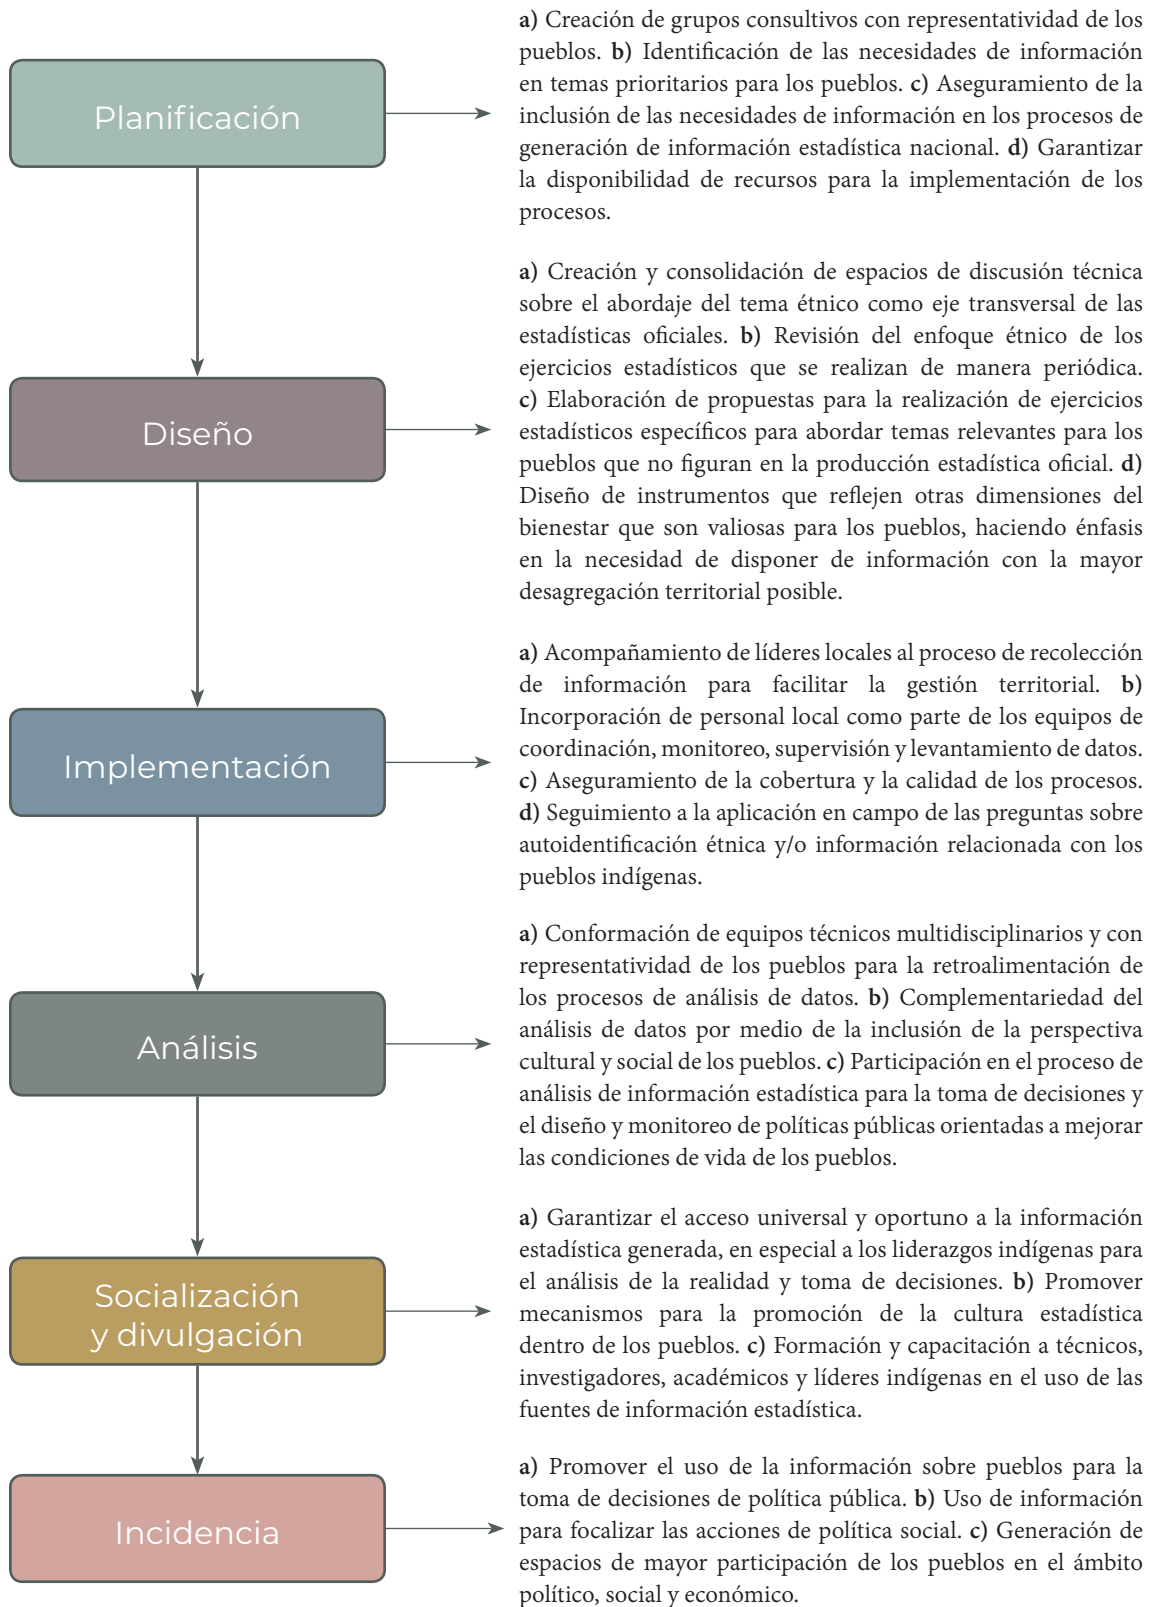 Planificación
a) Creación de grupos consultivos con representatividad de los
pueblos. b) Identificación de las necesidades de información
en temas prioritarios para los pueblos. c) Aseguramiento de la
inclusión de las necesidades de información en los procesos de
generación de información estadística nacional. d) Garantizar
la disponibilidad de recursos para la implementación de los
procesos.
Diseño
a) Creación y consolidación de espacios de discusión técnica
sobre el abordaje del tema étnico como eje transversal de las
estadísticas oficiales. b) Revisión del enfoque étnico de los
ejercicios estadísticos que se realizan de manera periódica.
c) Elaboración de propuestas para la realización de ejercicios
estadísticos específicos para abordar temas relevantes para los
pueblos que no figuran en la producción estadística oficial. d)
Diseño de instrumentos que reflejen otras dimensiones del
bienestar que son valiosas para los pueblos, haciendo énfasis
en la necesidad de disponer de información con la mayor
desagregación territorial posible.
Implementación
a) Acompañamiento de líderes locales al proceso de recolección
de información para facilitar la gestión territorial. b)
Incorporación de personal local como parte de los equipos de
coordinación, monitoreo, supervisión y levantamiento de datos.
c) Aseguramiento de la cobertura y la calidad de los procesos.
d) Seguimiento a la aplicación en campo de las preguntas sobre
autoidentificación étnica y/o información relacionada con los
pueblos indígenas.
Análisis
a) Conformación de equipos técnicos multidisciplinarios y con
representatividad de los pueblos para la retroalimentación de
los procesos de análisis de datos. b) Complementariedad del
análisis de datos por medio de la inclusión de la perspectiva
cultural y social de los pueblos. c) Participación en el proceso de
análisis de información estadística para la toma de decisiones y
el diseño y monitoreo de políticas públicas orientadas a mejorar
las condiciones de vida de los pueblos.
Socialización
y divulgación
a) Garantizar el acceso universal y oportuno a la información
estadística generada, en especial a los liderazgos indígenas para
el análisis de la realidad y toma de decisiones. b) Promover
mecanismos para la promoción de la cultura estadística
dentro de los pueblos. c) Formación y capacitación a técnicos,
investigadores, académicos y líderes indígenas en el uso de las
fuentes de información estadística.
Incidencia
a) Promover el uso de la información sobre pueblos para la
toma de decisiones de política pública. b) Uso de información
para focalizar las acciones de política social. c) Generación de
espacios de mayor participación de los pueblos en el ámbito
político, social y económico.